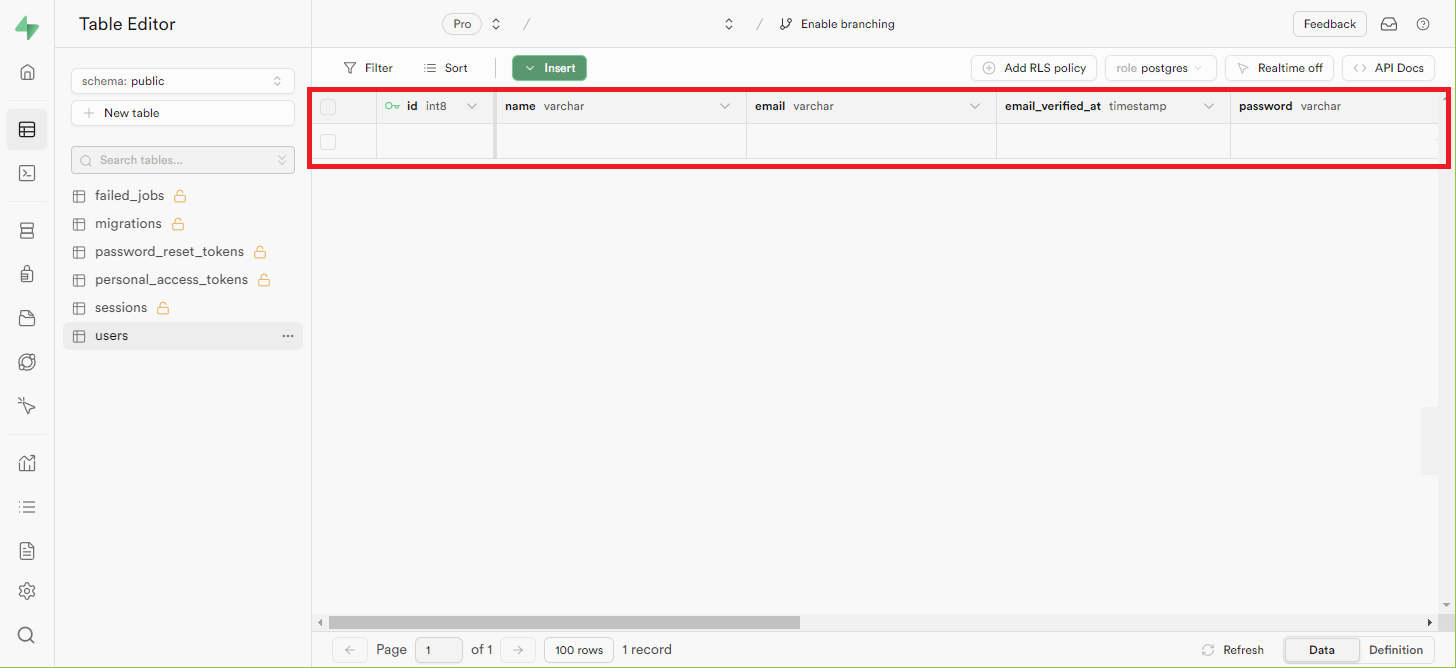 Table Editor
Pro / / Enable branching
Feedback
schema: public
New table
Search tables...
failed_jobs
migrations
password_reset_tokens
personal_access_tokens
sessions
users
Filter Sort Insert
Add RLS policy role postgres Realtime off API Docs
id int8 name varchar email varchar email_verified_at timestamp password varchar
Page 1 of 1 100 rows 1 record
Refresh Data Definition